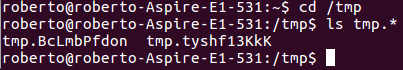 roberto@roberto-Aspire-E1-531:~$ cd /tmp
roberto@roberto-Aspire-E1-531:/tmp$ ls tmp.*
tmp.BcLmbPfdon  tmp.tyshf13KkK
roberto@roberto-Aspire-E1-531:/tmp$